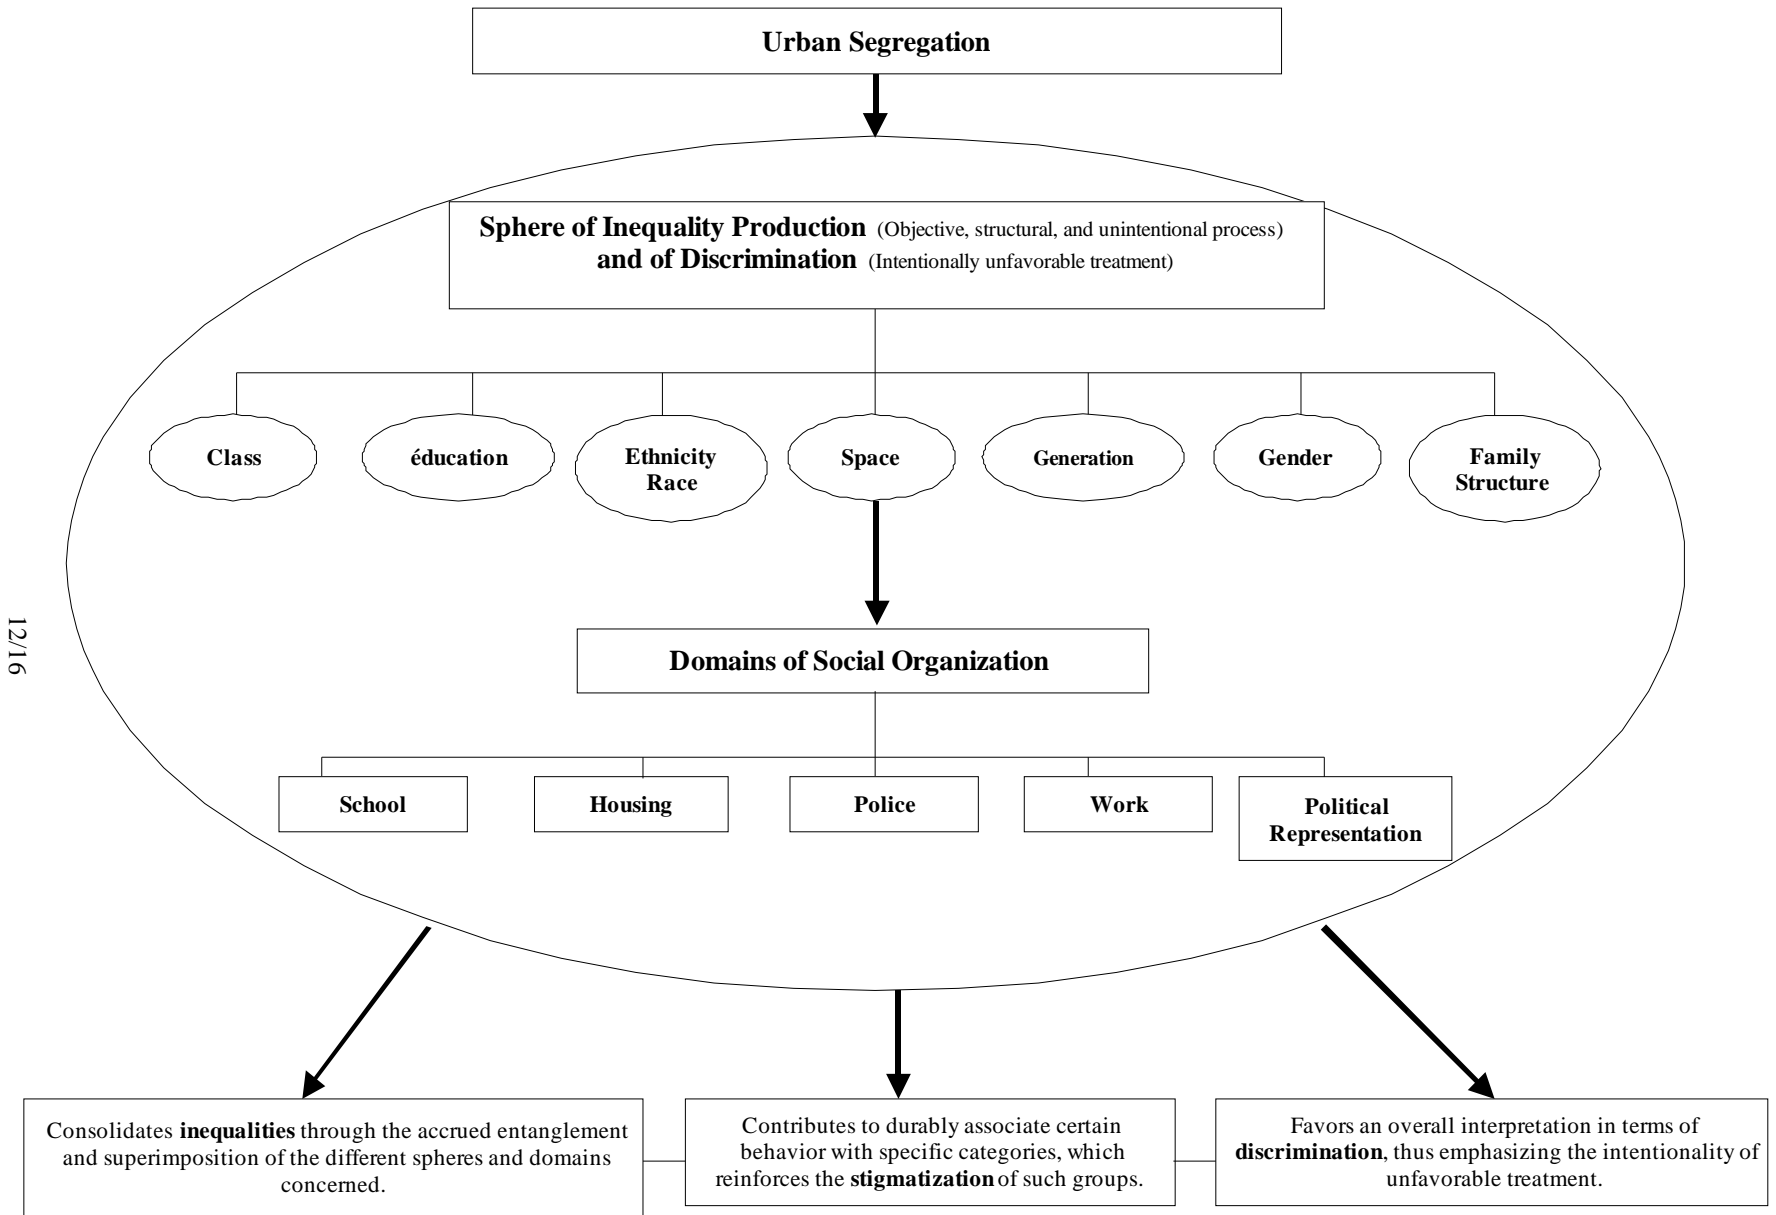 Urban Segregation
Sphere of Inequality Production (Objective, structural, and unintentional process)
and of Discrimination (Intentionally unfavorable treatment)
Class
éducation
Ethnicity
Race
Space
Generation
Gender
Family
Structure
12/16
Domains of Social Organization
School
Housing
Police
Work
Political
Representation
Consolidates inequalities through the accrued entanglement
and superimposition of the different spheres and domains
concerned.
Contributes to durably associate certain
behavior with specific categories, which
reinforces the stigmatization of such groups.
Favors an overall interpretation in terms of
discrimination, thus emphasizing the intentionality of
unfavorable treatment.